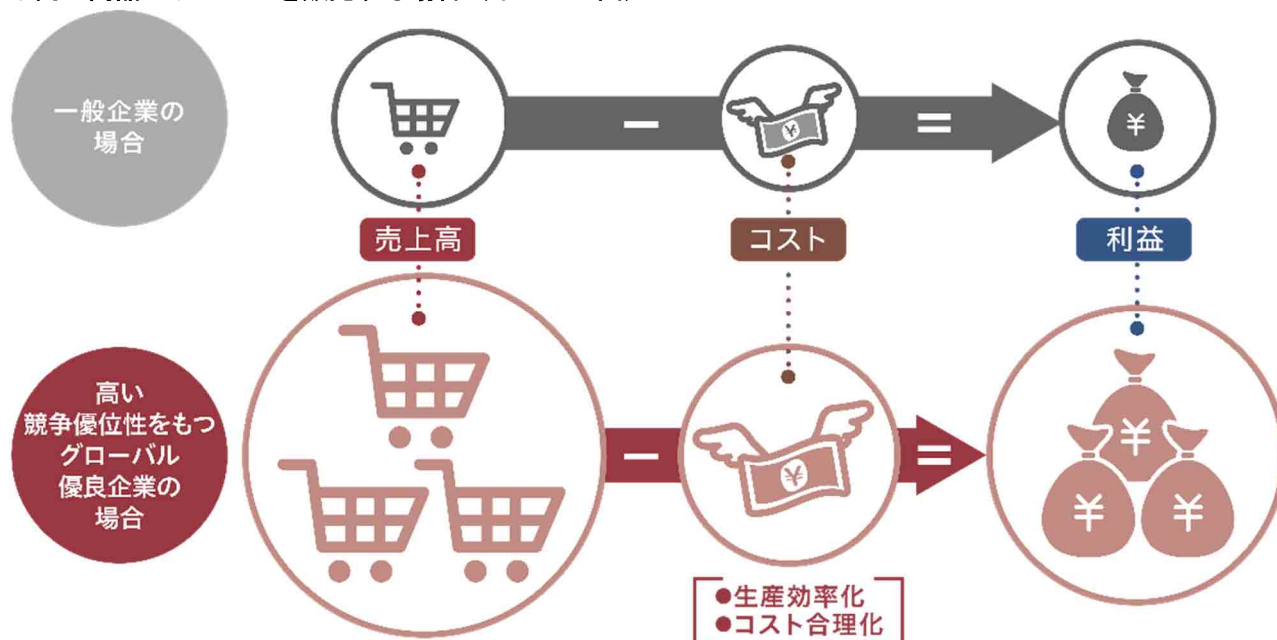 一般企業の
場合
−
=
¥
¥
売上高
コスト
利益
高い
競争優位性をもつ
グローバル
優良企業の
場合
−
=
¥
¥
¥
¥
●生産効率化
●コスト合理化